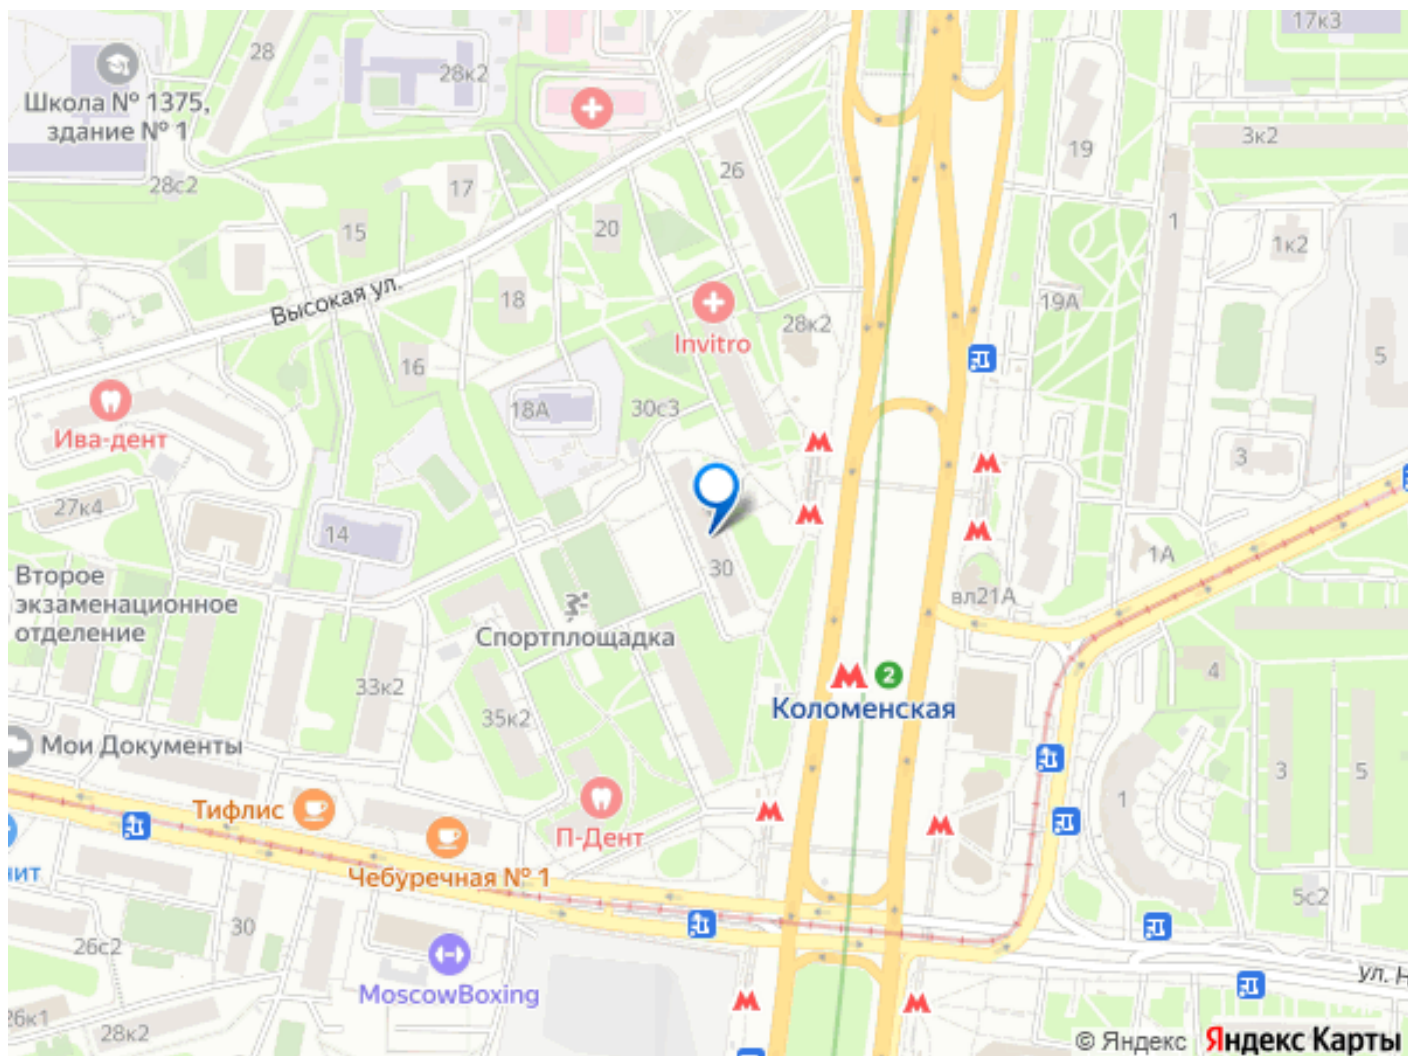 17к3
28
28к2
Школа № 1375,
здание № 1
19
3к2
26
28с2
17
15
20
1
1к2
Высокая ул.
18
19А
28к2
Invitro
5
16
18А
30с3
Ива-дент
3
27к4
14
1А
Второе
экзаменационное
отделение
30
вл21А
Спортплощадка
4
33к2
2
Коломенская
35к2
Мои Документы
3
5
1
Тифлис
П-Дент
Чебуречная № 1
нит
5с2
30
26с2
ул. Н
MoscowBoxing
26к1
28к2
© Яндекс Яндекс Карты